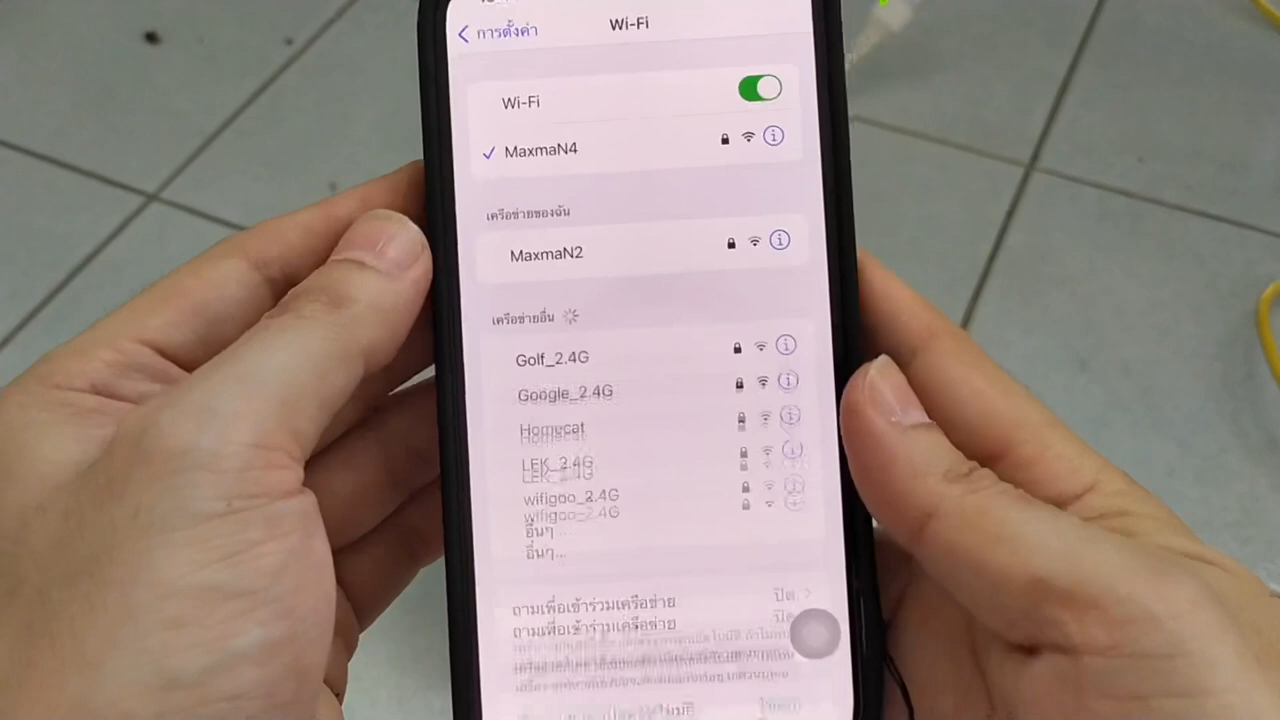 การตั้งค่า Wi-Fi
Wi-Fi
MaxmaN4
เครือข่ายของฉัน
MaxmaN2
เครือข่ายอื่น
Golf_2.4G
Google_2.4G
Homecat
LEK_2.4G
wifigoo_2.4G
อื่นๆ...
ถามเพื่อเข้าร่วมเครือข่าย ปิด